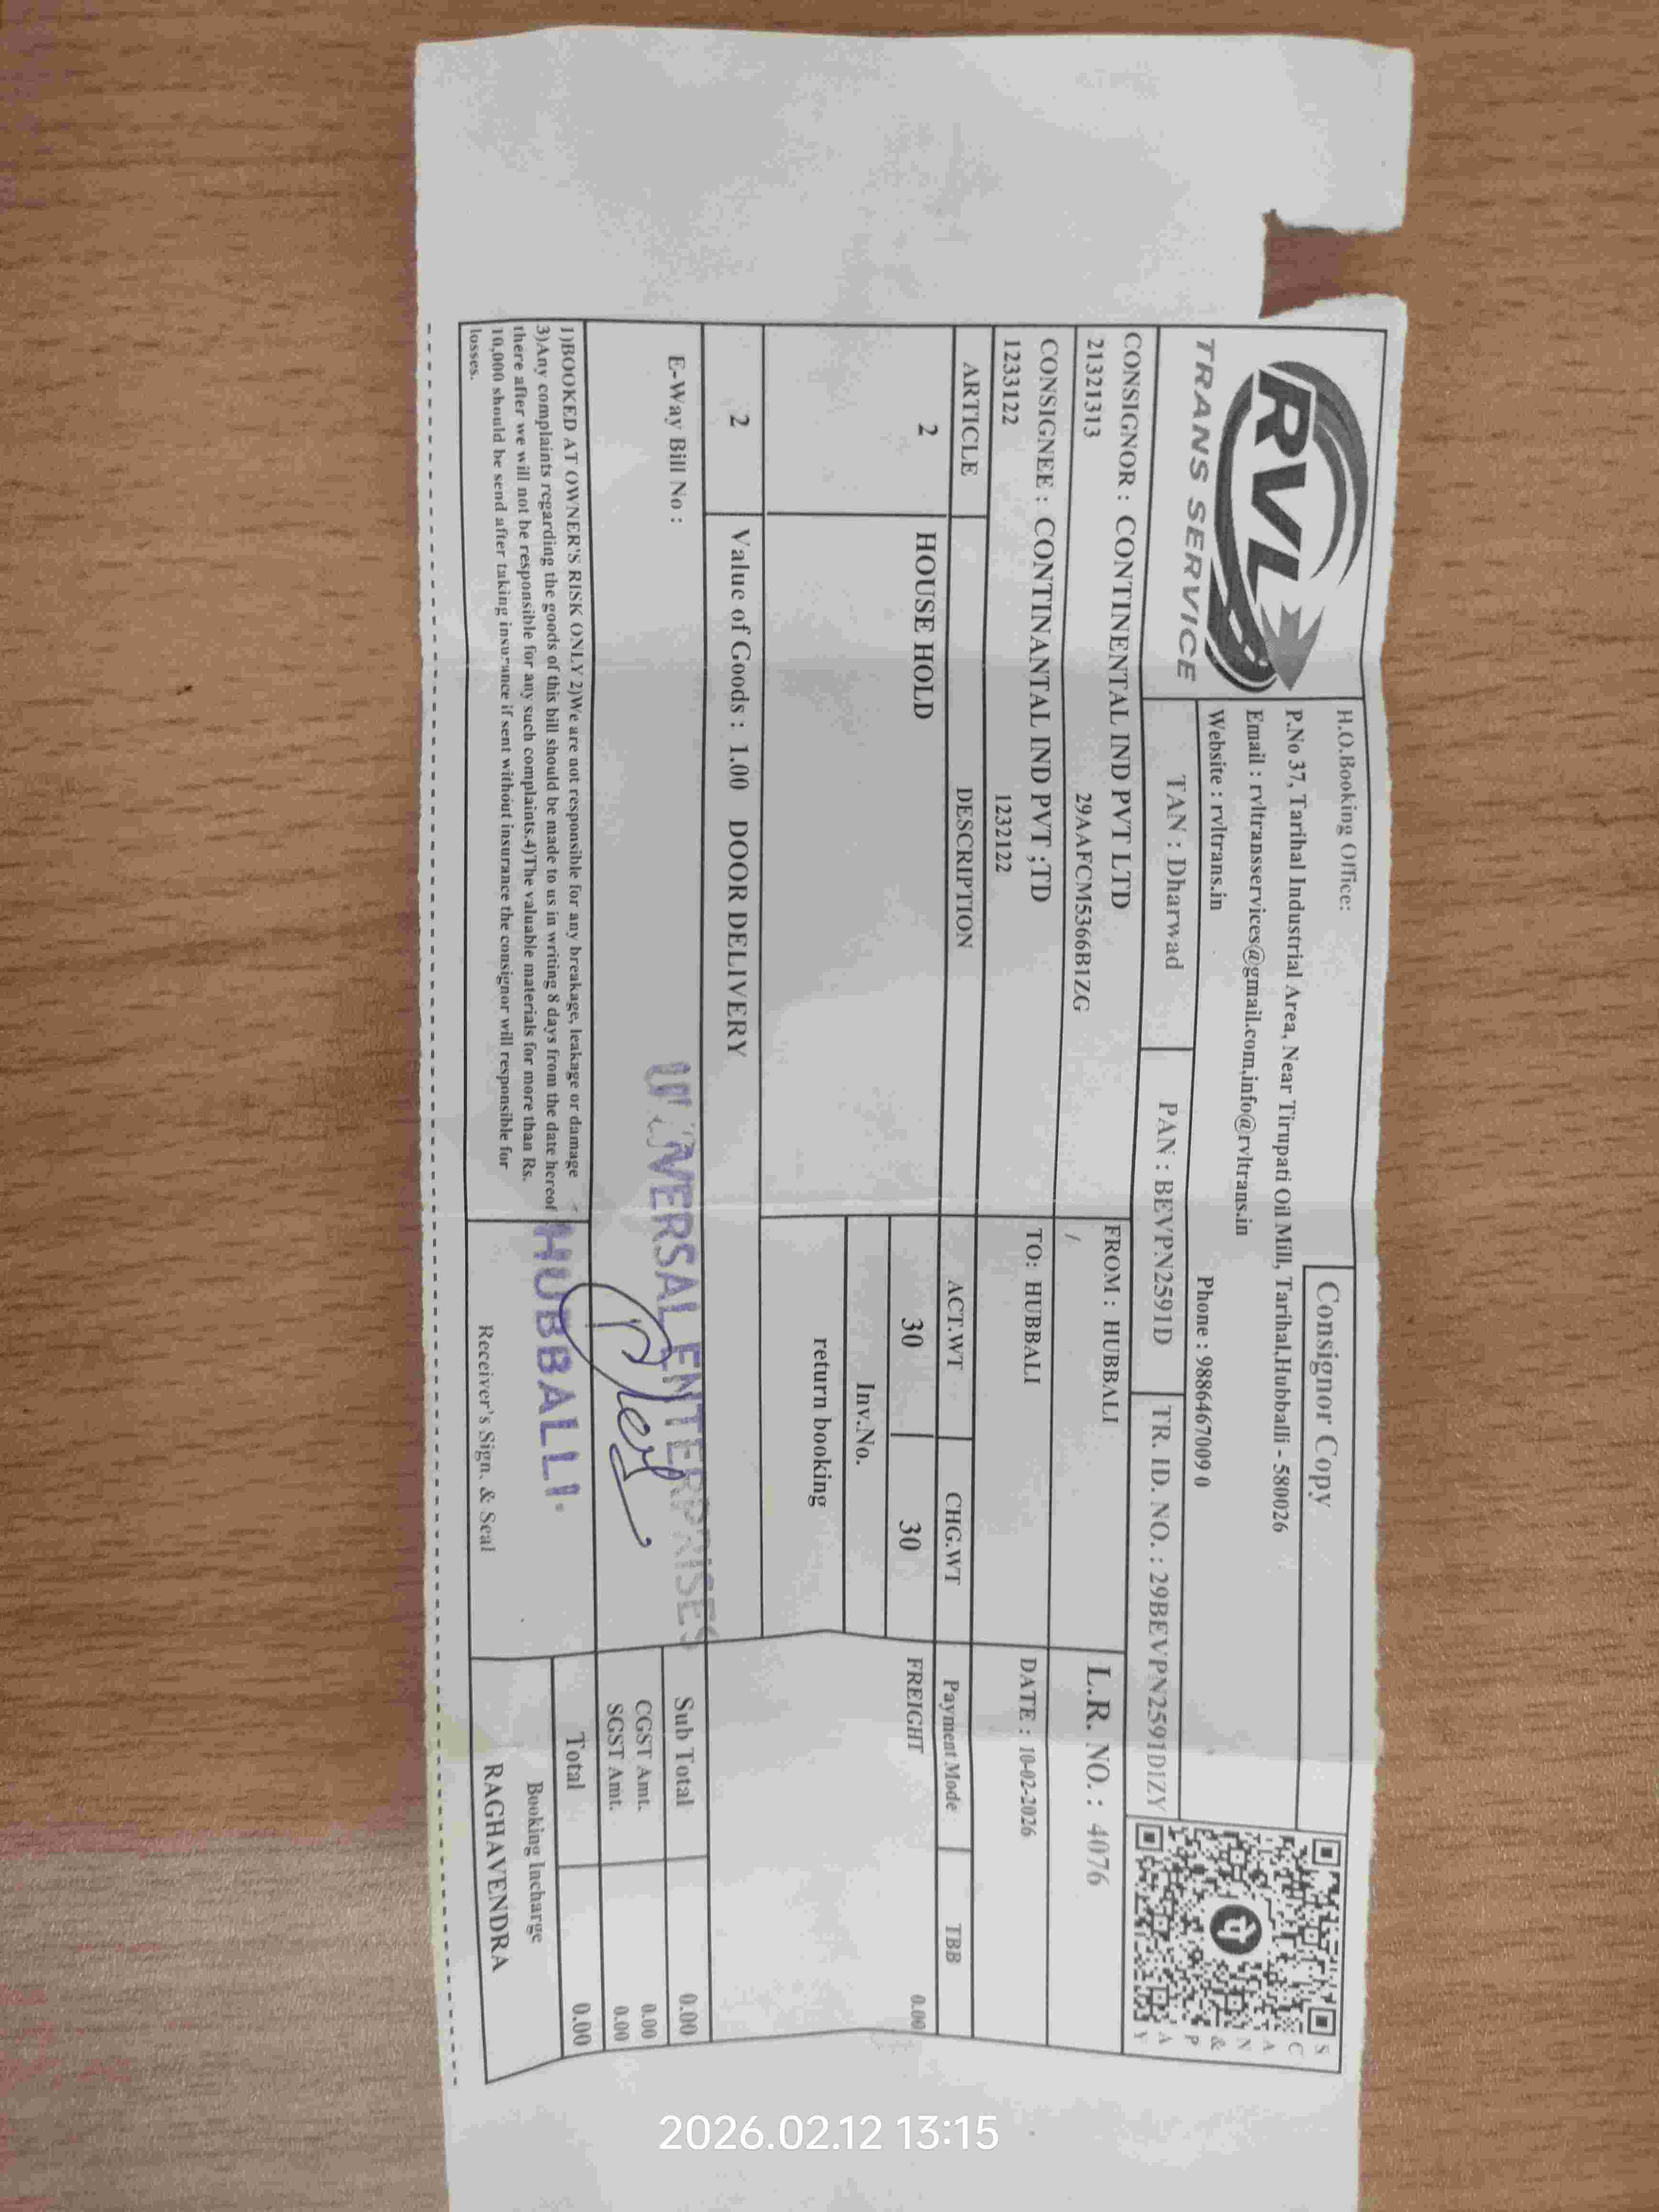 RVL
TRANS SERVICE
H.O.Booking Office:
Consignor Copy
P.No 37, Tarihal Industrial Area, Near Tirupati Oil Mill, Tarihal,Hubballi - 580026
Email : rvltransservices@gmail.com,info@rvltrans.in
Website : rvltrans.in
Phone : 9886467009 0
SCAN & PAY
TAN : Dharwad
PAN : BEVPN2591D
TR. ID. NO. : 29BEVPN2591D1ZY
CONSIGNOR : CONTINENTAL IND PVT LTD
21321313 29AAFCM5366B1ZG
FROM : HUBBALI
/
L.R. NO. : 4076
CONSIGNEE : CONTINANTAL IND PVT ;TD
1233122 1232122
TO: HUBBALI
DATE : 10-02-2026
ARTICLE DESCRIPTION ACT.WT CHG.WT Payment Mode TBB
2 HOUSE HOLD 30 30 FREIGHT 0.00
Inv.No.
return booking
2 Value of Goods : 1.00 DOOR DELIVERY
E-Way Bill No :
UNIVERSAL ENTERPRISES
HUBBALLI.
Sub Total 0.00
CGST Amt. 0.00
SGST Amt. 0.00
Total 0.00
1)BOOKED AT OWNER'S RISK ONLY 2)We are not responsible for any breakage, leakage or damage
3)Any complaints regarding the goods of this bill should be made to us in writing 8 days from the date hereof
there after we will not be responsible for any such complaints.4)The valuable materials for more than Rs.
10,000 should be send after taking insurance if sent without insurance the consignor will responsible for
losses.
Receiver's Sign. & Seal
Booking Incharge
RAGHAVENDRA
2026.02.12 13:15